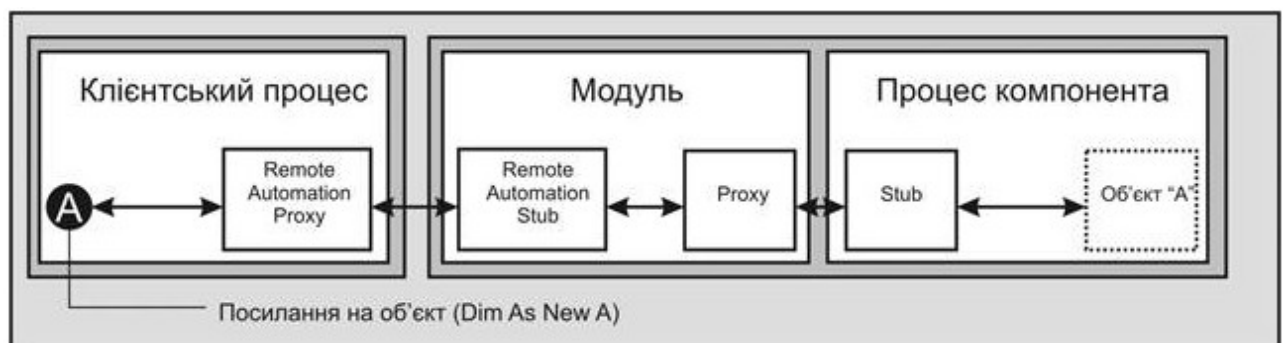 Клієнтський процес
Модуль
Процес компонента
A
Remote
Automation
Proxy
Remote
Automation
Stub
Proxy
Stub
Об’єкт “A”
Посилання на об’єкт (Dim As New A)